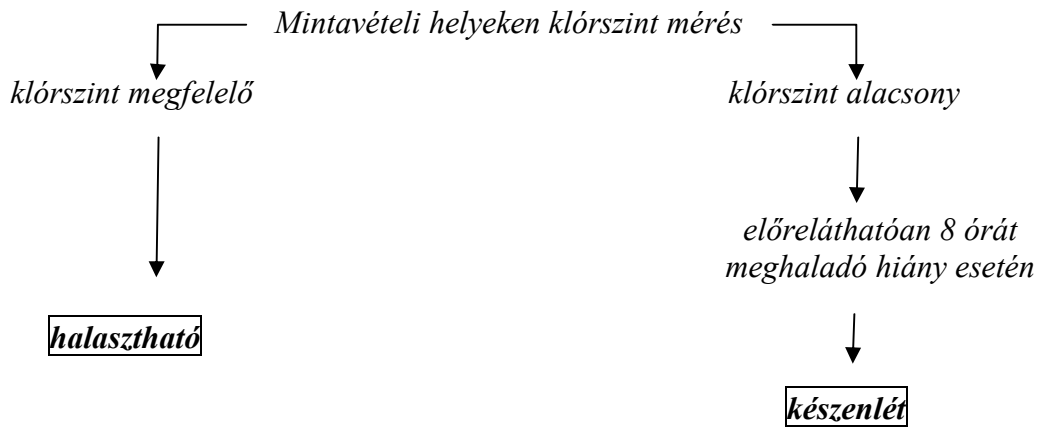 Mintavételi helyeken klórszint mérés
klórszint megfelelő
klórszint alacsony
előreláthatóan 8 órát
meghaladó hiány esetén
halasztható
készenlét